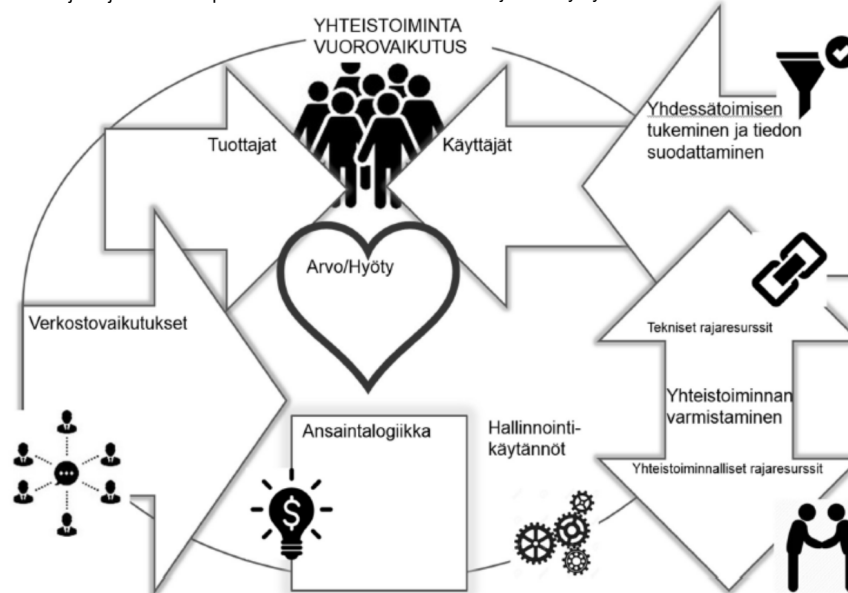 YHTEISTOIMINTA
VUOROVAIKUTUS
Tuottajat
Käyttäjät
Yhdessätoimisen
tukeminen ja tiedon
suodattaminen
Arvo/Hyöty
Verkostovaikutukset
Tekniset rajaresurssit
Yhteistoiminnan
varmistaminen
Ansaintalogiikka
Hallinnointi-
käytännöt
Yhteistoiminnalliset rajaresurssit
$